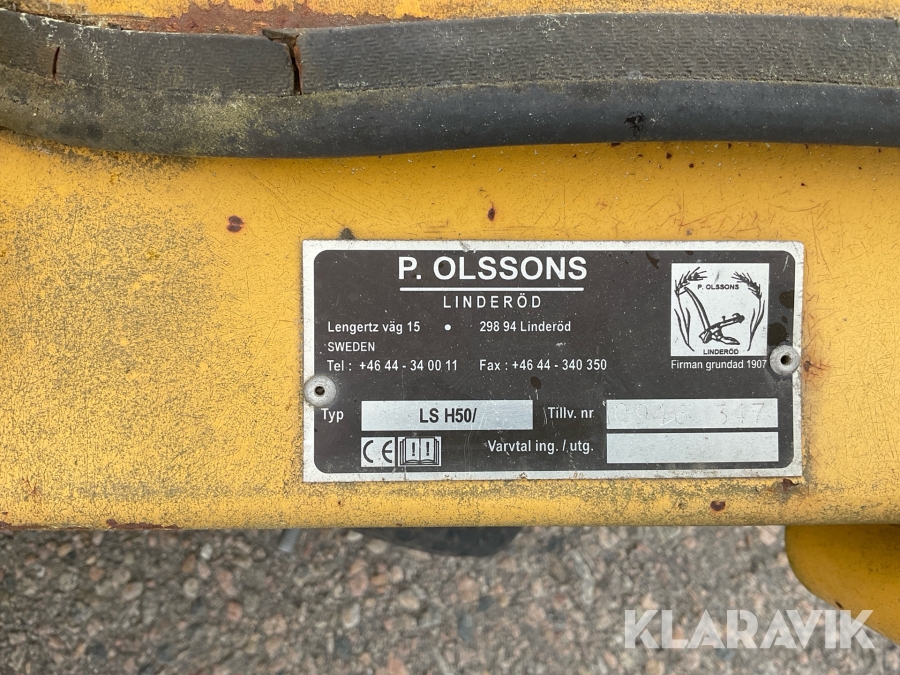 P. OLSSONS
LINDERÖD
Lengertz väg 15 • 298 94 Linderöd
SWEDEN
Tel : +46 44 - 34 00 11 Fax : +46 44 - 340 350
P. OLSSONS
LINDERÖD
Firman grundad 1907
Typ LS H50/ Tillv. nr 347
CE Varvtal ing. / utg.
KLARAVIK